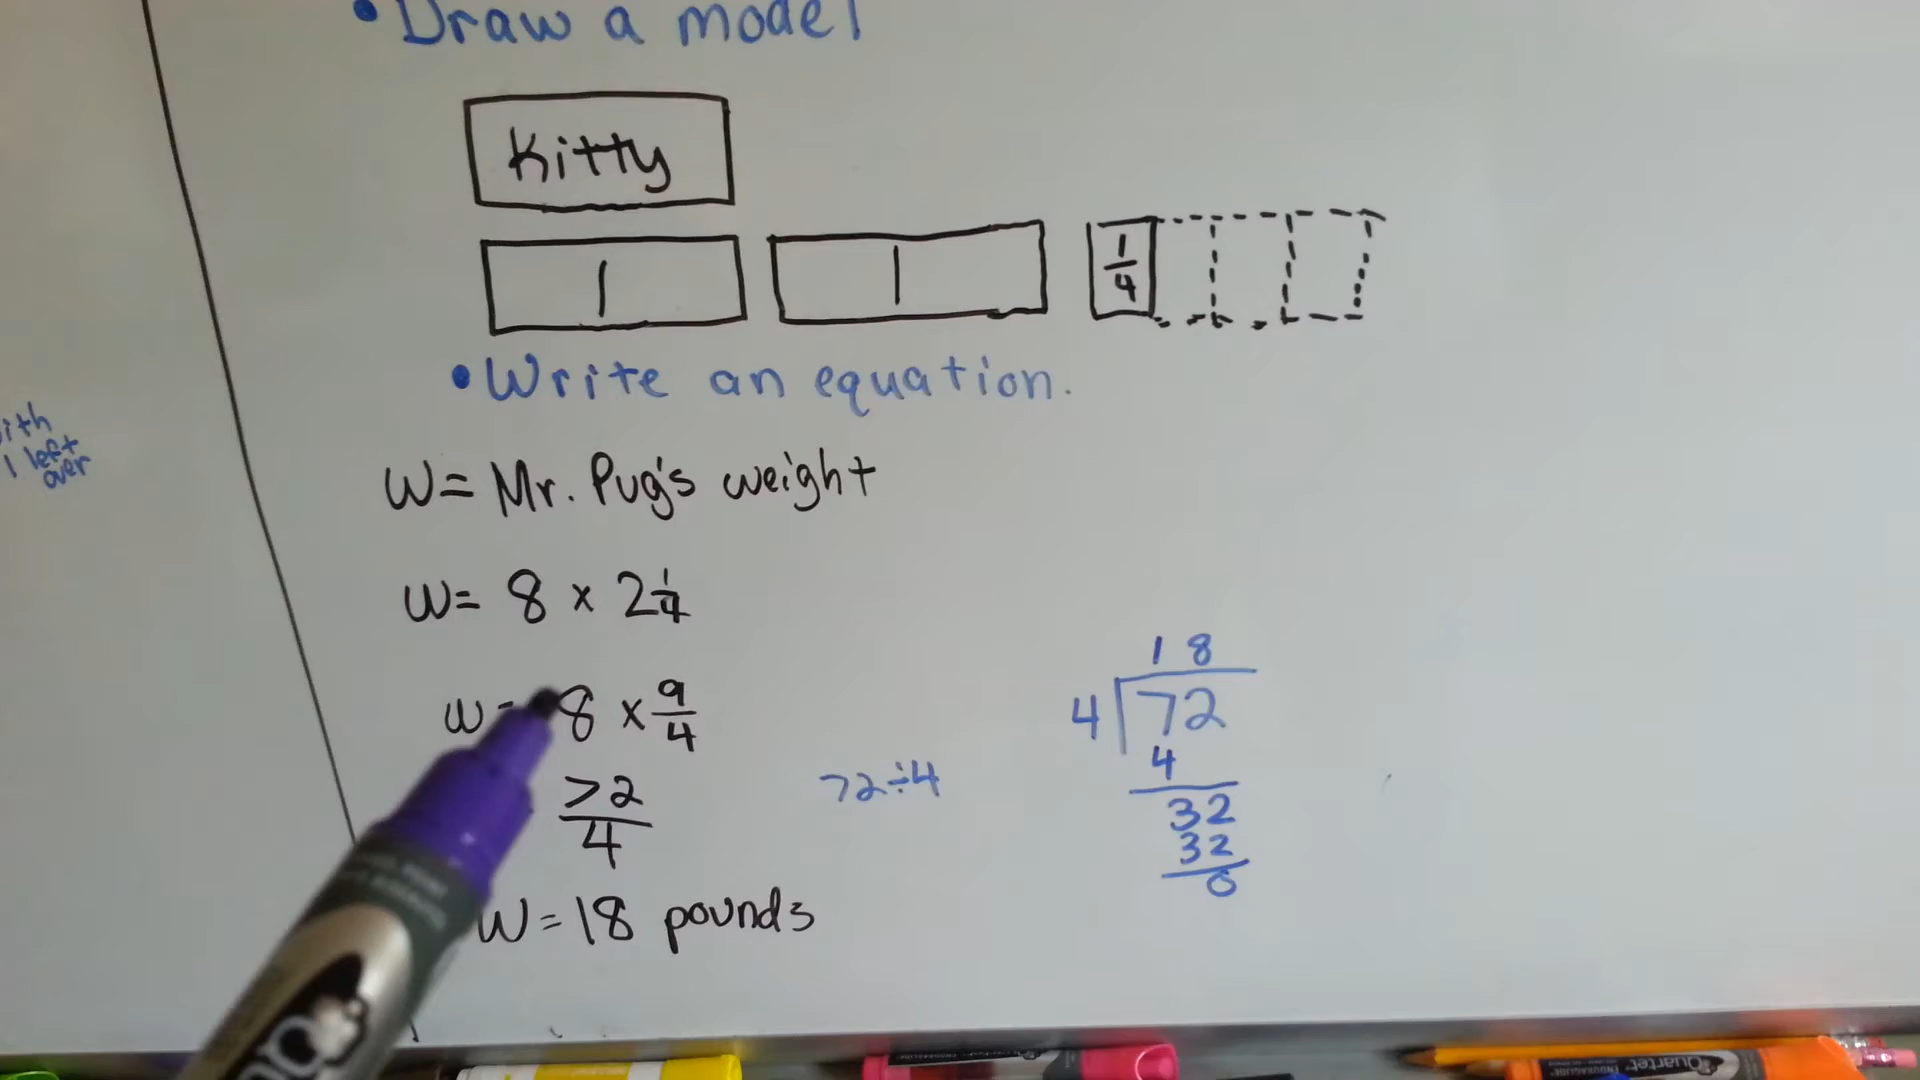 • Draw a model
Kitty
1 1 1/4
• Write an equation.
ith
1 left
over
W = Mr. Pug's weight
W = 8 × 2 1/4
W = 8 × 9/4
72/4
72÷4
W = 18 pounds
18
4 72
4
32
32
0
Quartet